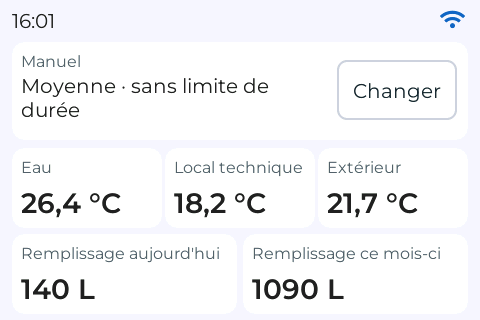 16:01
Manuel
Moyenne · sans limite de
durée
Changer
Eau
Local technique
Extérieur
26,4 °C
18,2 °C
21,7 °C
Remplissage aujourd'hui
Remplissage ce mois-ci
140 L
1090 L